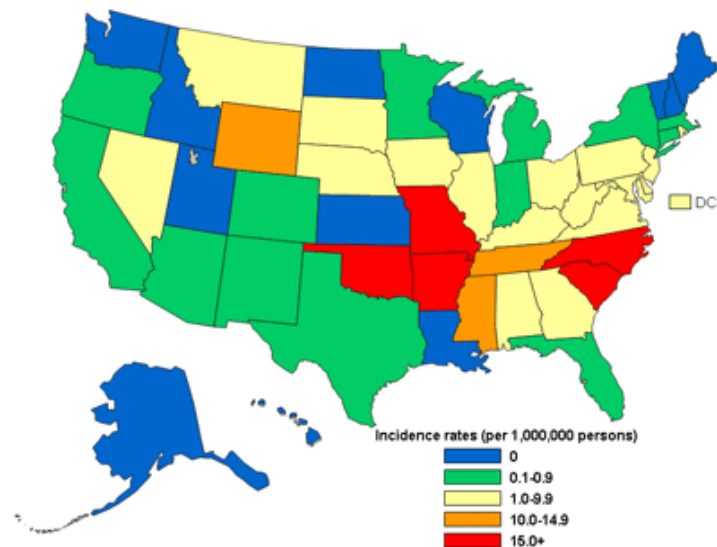 DC
Incidence rates (per 1,000,000 persons)
0
0.1-0.9
1.0-9.9
10.0-14.9
15.0+